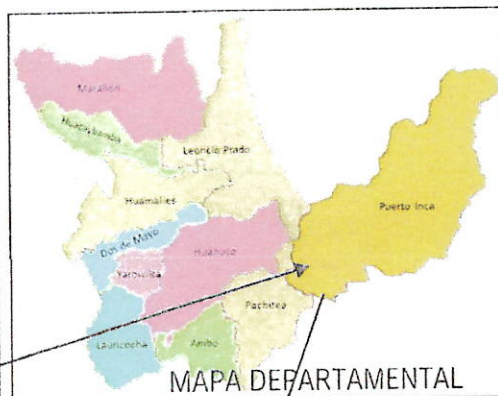 Marañón
Huacaybamba
Leoncio Prado
Huamalíes
Puerto Inca
Dos de Mayo
Huánuco
Yarowilca
Pachitea
Lauricocha
Ambo
MAPA DEPARTAMENTAL